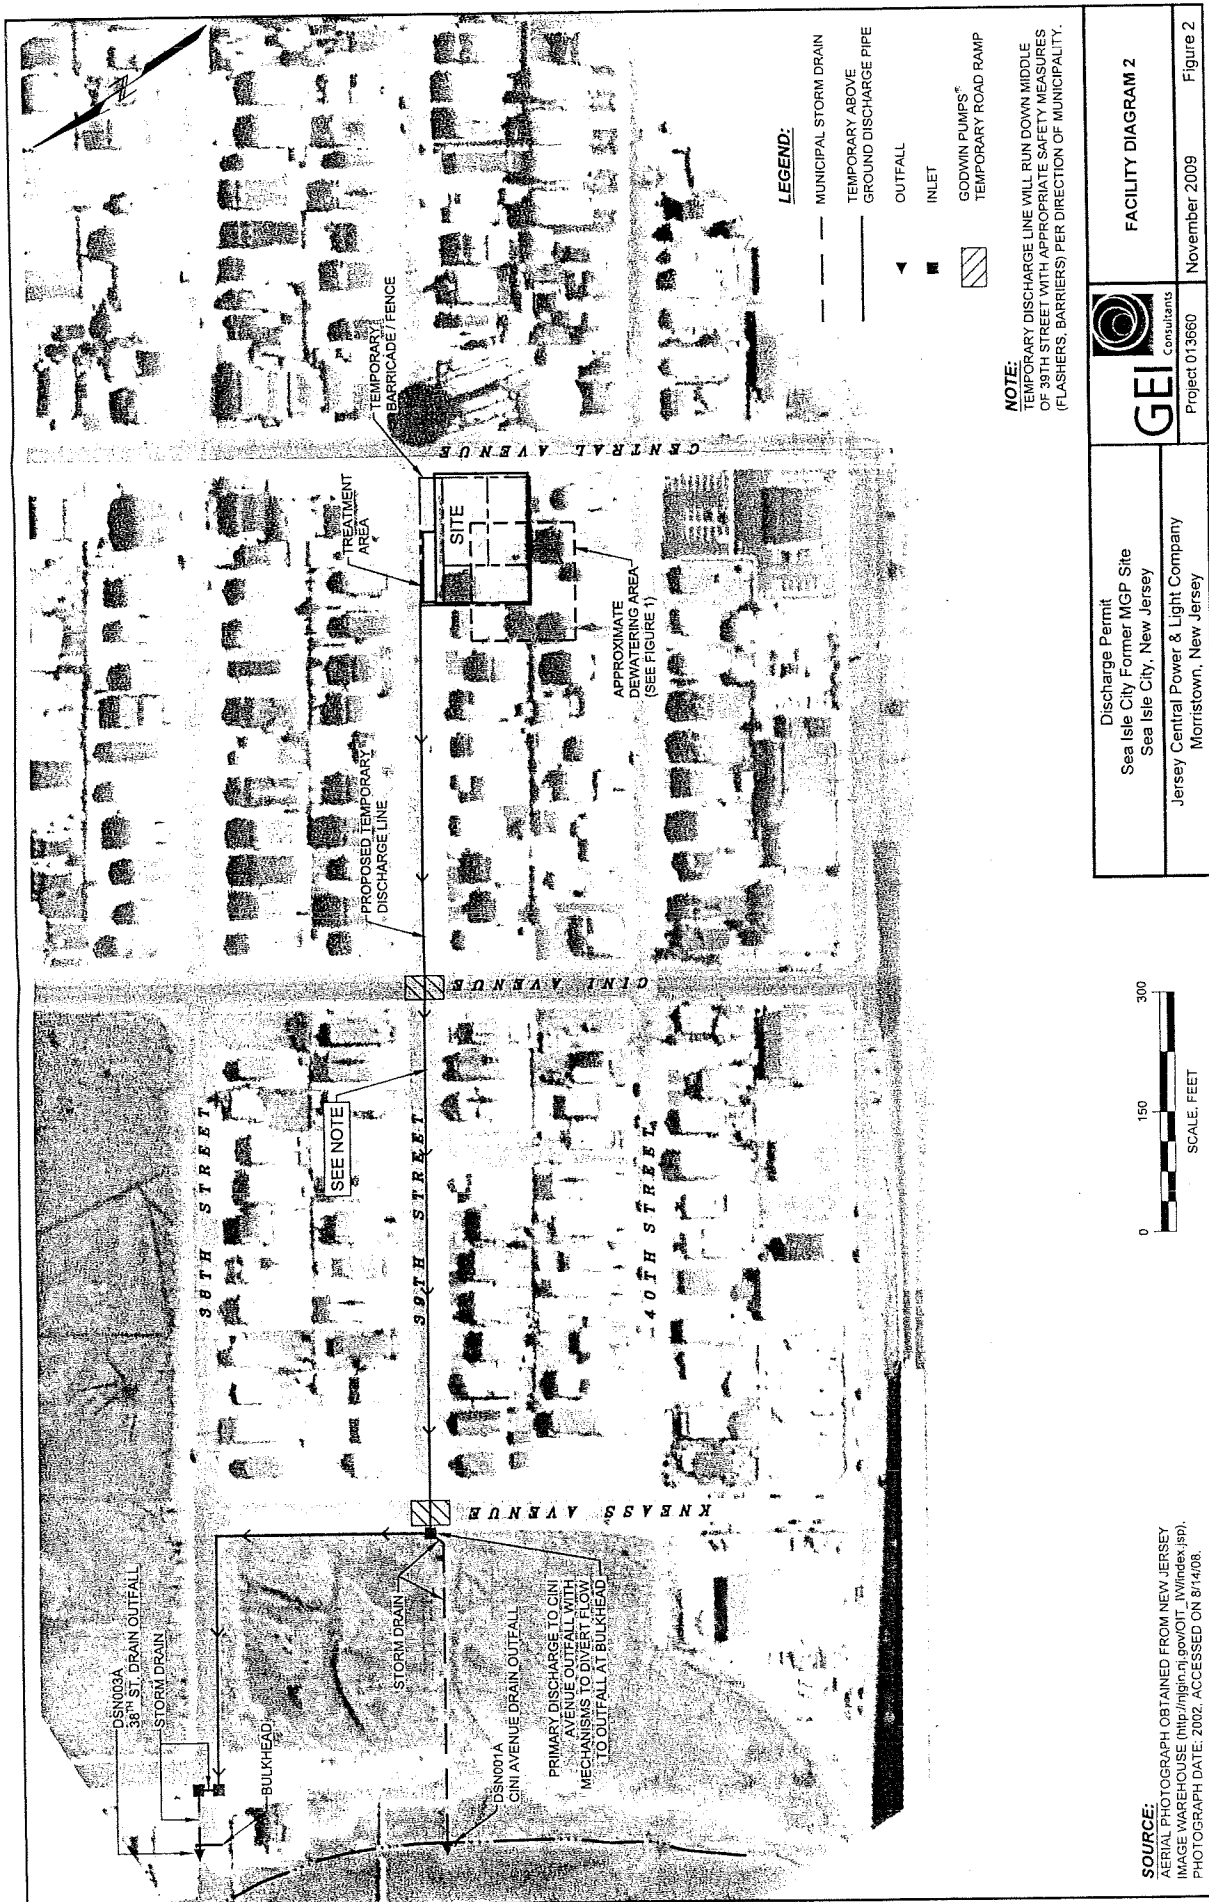 DSN003A
38TH ST. DRAIN OUTFALL
STORM DRAIN
BULKHEAD
STORM DRAIN
DSN001A
CINI AVENUE DRAIN OUTFALL
PRIMARY DISCHARGE TO CINI
AVENUE OUTFALL WITH
MECHANISMS TO DIVERT FLOW
TO OUTFALL AT BULKHEAD
38TH STREET
39TH STREET
40TH STREET
KNEASS AVENUE
CINI AVENUE
CENTRAL AVENUE
SEE NOTE
PROPOSED TEMPORARY
DISCHARGE LINE
TREATMENT
AREA
TEMPORARY
BARRICADE / FENCE
SITE
APPROXIMATE
DEWATERING AREA
(SEE FIGURE 1)
N
LEGEND:
MUNICIPAL STORM DRAIN
TEMPORARY ABOVE
GROUND DISCHARGE PIPE
OUTFALL
INLET
GODWIN PUMPS®
TEMPORARY ROAD RAMP
NOTE:
TEMPORARY DISCHARGE LINE WILL RUN DOWN MIDDLE
OF 39TH STREET WITH APPROPRIATE SAFETY MEASURES
(FLASHERS, BARRIERS) PER DIRECTION OF MUNICIPALITY.
SOURCE:
AERIAL PHOTOGRAPH OBTAINED FROM NEW JERSEY
IMAGE WAREHOUSE (http://njgin.nj.gov/OIT_IW/index.jsp).
PHOTOGRAPH DATE: 2002. ACCESSED ON 8/14/08.
0 150 300
SCALE, FEET
Discharge Permit
Sea Isle City Former MGP Site
Sea Isle City, New Jersey
Jersey Central Power & Light Company
Morristown, New Jersey
GEI Consultants
Project 013660
FACILITY DIAGRAM 2
November 2009
Figure 2